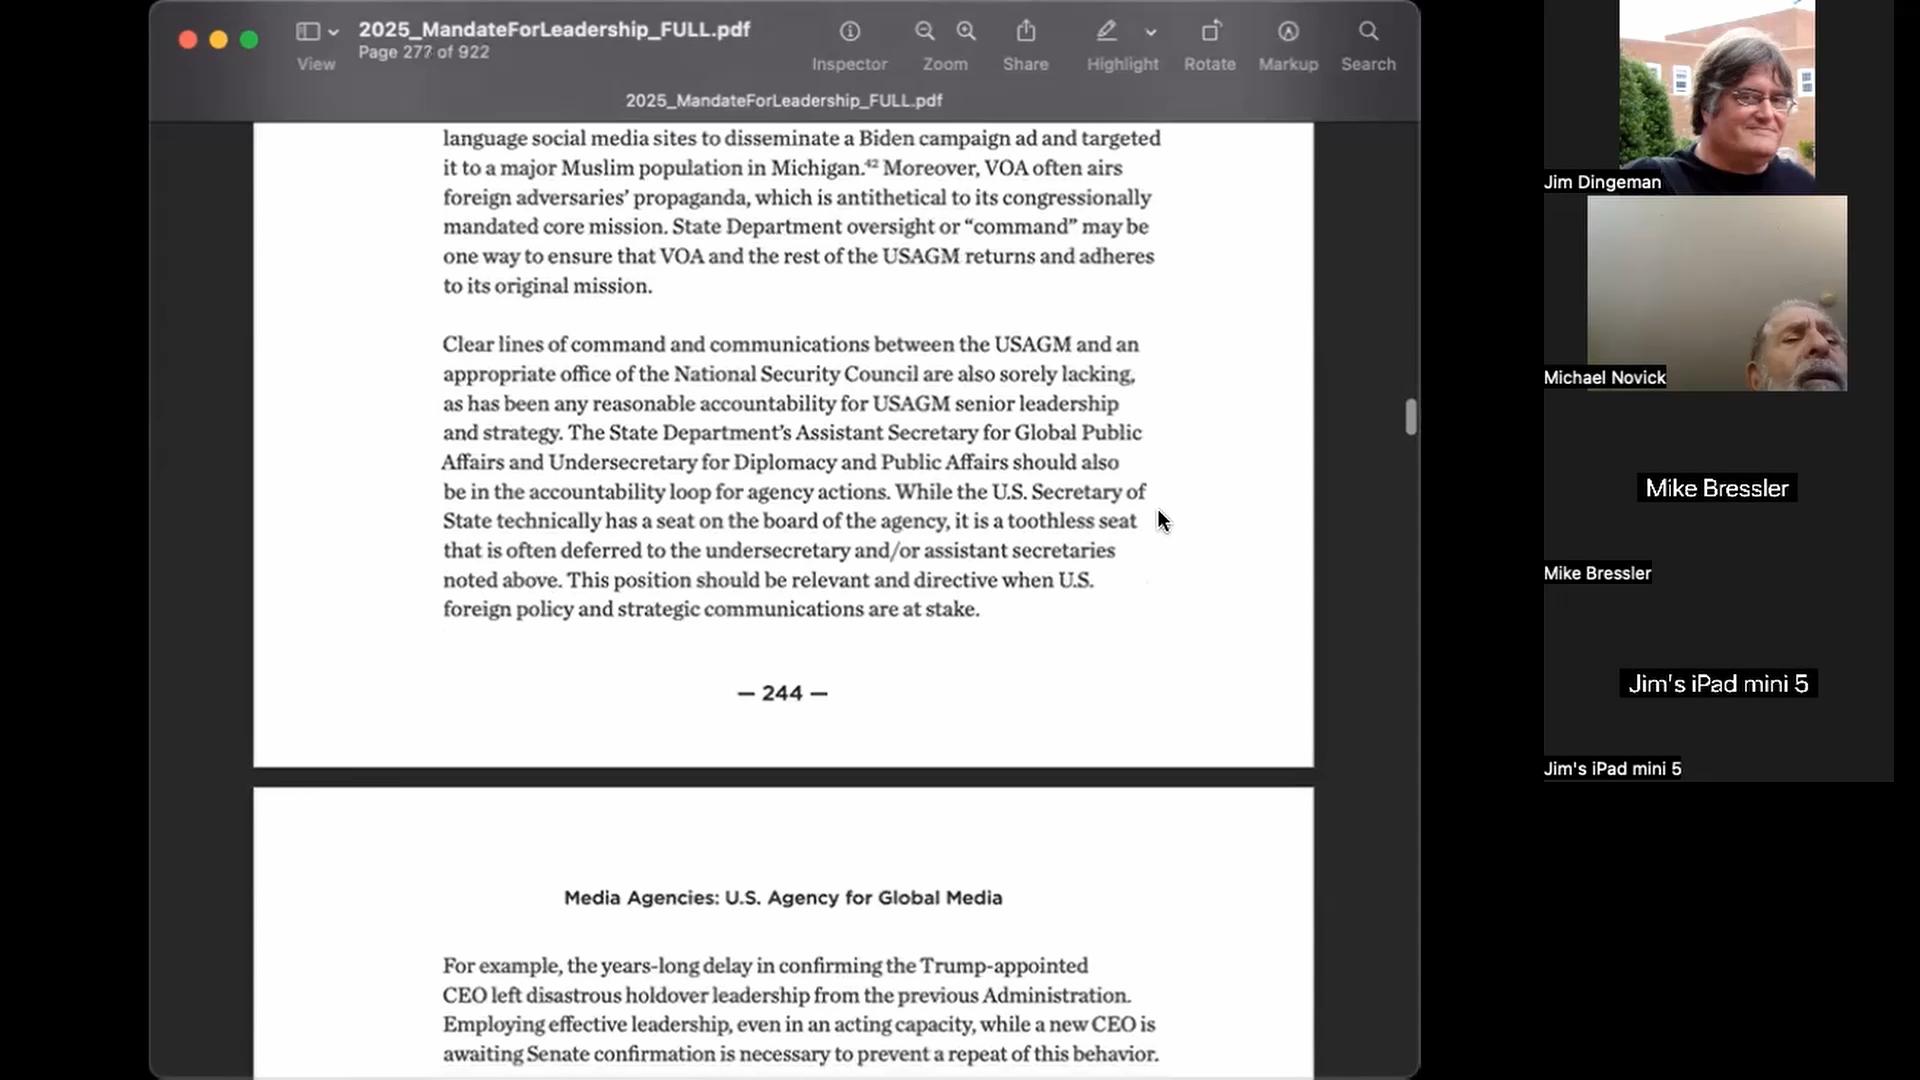 2025_MandateForLeadership_FULL.pdf
Page 277 of 922
View
Inspector
Zoom
Share
Highlight
Rotate
Markup
Search
2025_MandateForLeadership_FULL.pdf
language social media sites to disseminate a Biden campaign ad and targeted
it to a major Muslim population in Michigan.⁴² Moreover, VOA often airs
foreign adversaries’ propaganda, which is antithetical to its congressionally
mandated core mission. State Department oversight or “command” may be
one way to ensure that VOA and the rest of the USAGM returns and adheres
to its original mission.
Clear lines of command and communications between the USAGM and an
appropriate office of the National Security Council are also sorely lacking,
as has been any reasonable accountability for USAGM senior leadership
and strategy. The State Department’s Assistant Secretary for Global Public
Affairs and Undersecretary for Diplomacy and Public Affairs should also
be in the accountability loop for agency actions. While the U.S. Secretary of
State technically has a seat on the board of the agency, it is a toothless seat
that is often deferred to the undersecretary and/or assistant secretaries
noted above. This position should be relevant and directive when U.S.
foreign policy and strategic communications are at stake.
— 244 —
Media Agencies: U.S. Agency for Global Media
For example, the years-long delay in confirming the Trump-appointed
CEO left disastrous holdover leadership from the previous Administration.
Employing effective leadership, even in an acting capacity, while a new CEO is
awaiting Senate confirmation is necessary to prevent a repeat of this behavior.
Jim Dingeman
Michael Novick
Mike Bressler
Mike Bressler
Jim's iPad mini 5
Jim's iPad mini 5